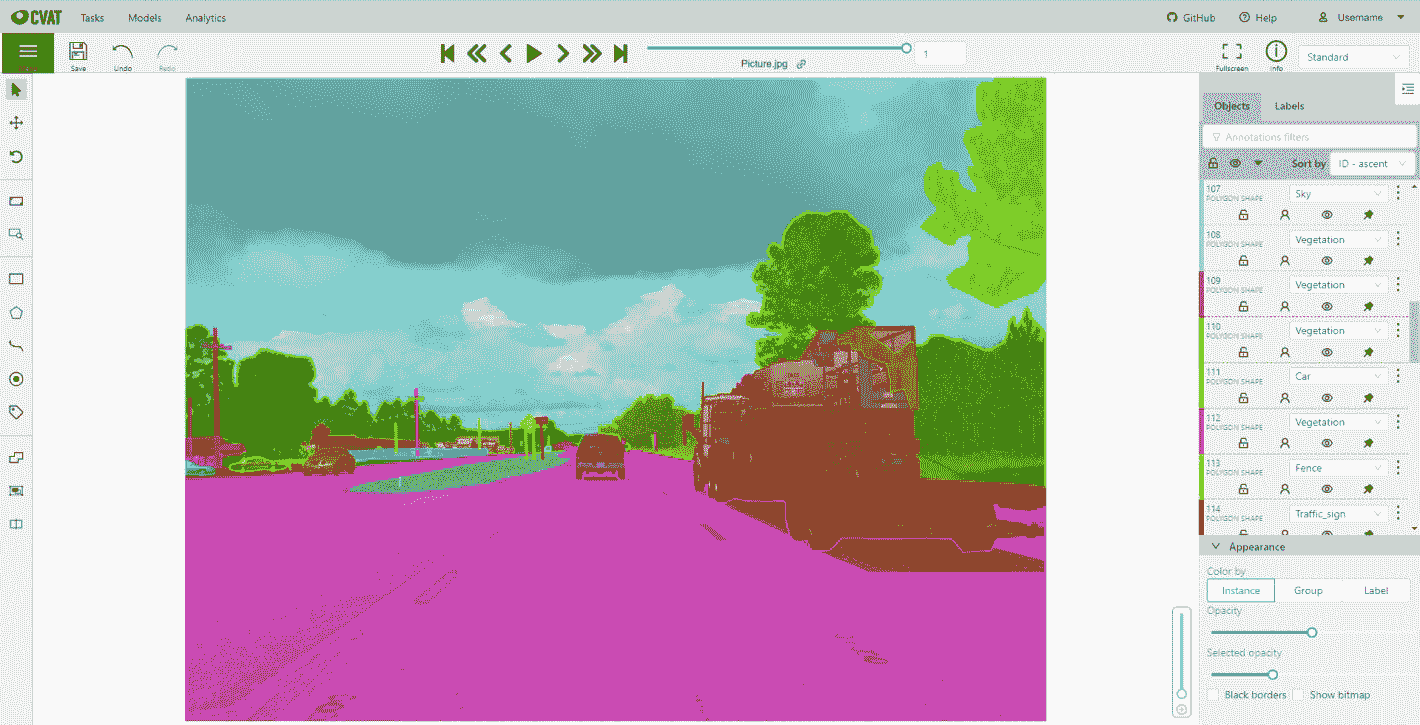 CVAT Tasks Models Analytics GitHub Help Username
Save Undo Redo Picture.jpg 1 Fullscreen Info Standard
Objects Labels
Annotations filters
Sort by ID - ascent
107 Sky
POLYGON SHAPE
108 Vegetation
POLYGON SHAPE
109 Vegetation
POLYGON SHAPE
110 Vegetation
POLYGON SHAPE
111 Car
POLYGON SHAPE
112 Vegetation
POLYGON SHAPE
113 Fence
POLYGON SHAPE
114 Traffic_sign
POLYGON SHAPE
Appearance
Color by
Instance Group Label
Opacity
Selected opacity
Black borders Show bitmap